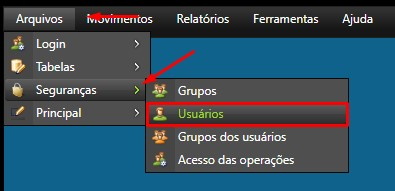 Arquivos Movimentos Relatórios Ferramentas Ajuda
Login
Tabelas
Seguranças
Principal
Grupos
Usuários
Grupos dos usuários
Acesso das operações